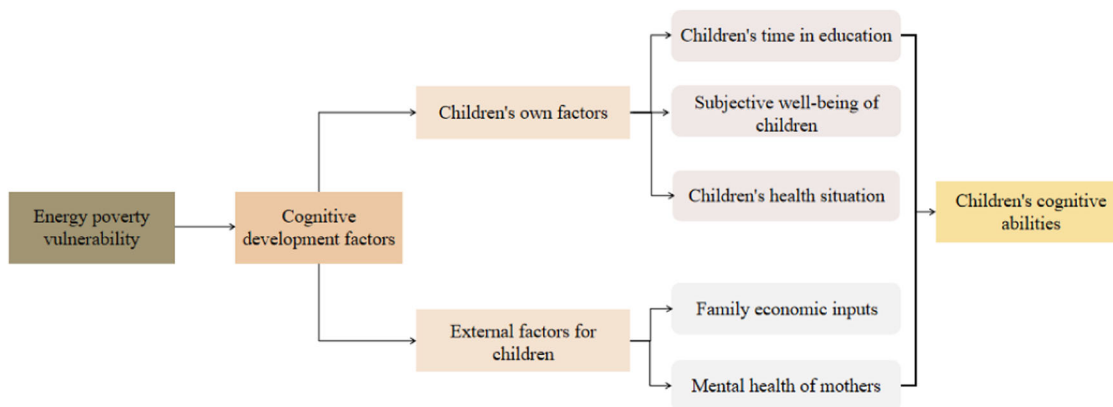 Energy poverty
vulnerability
Cognitive
development factors
Children's own factors
External factors for
children
Children's time in education
Subjective well-being of
children
Children's health situation
Family economic inputs
Mental health of mothers
Children's cognitive
abilities